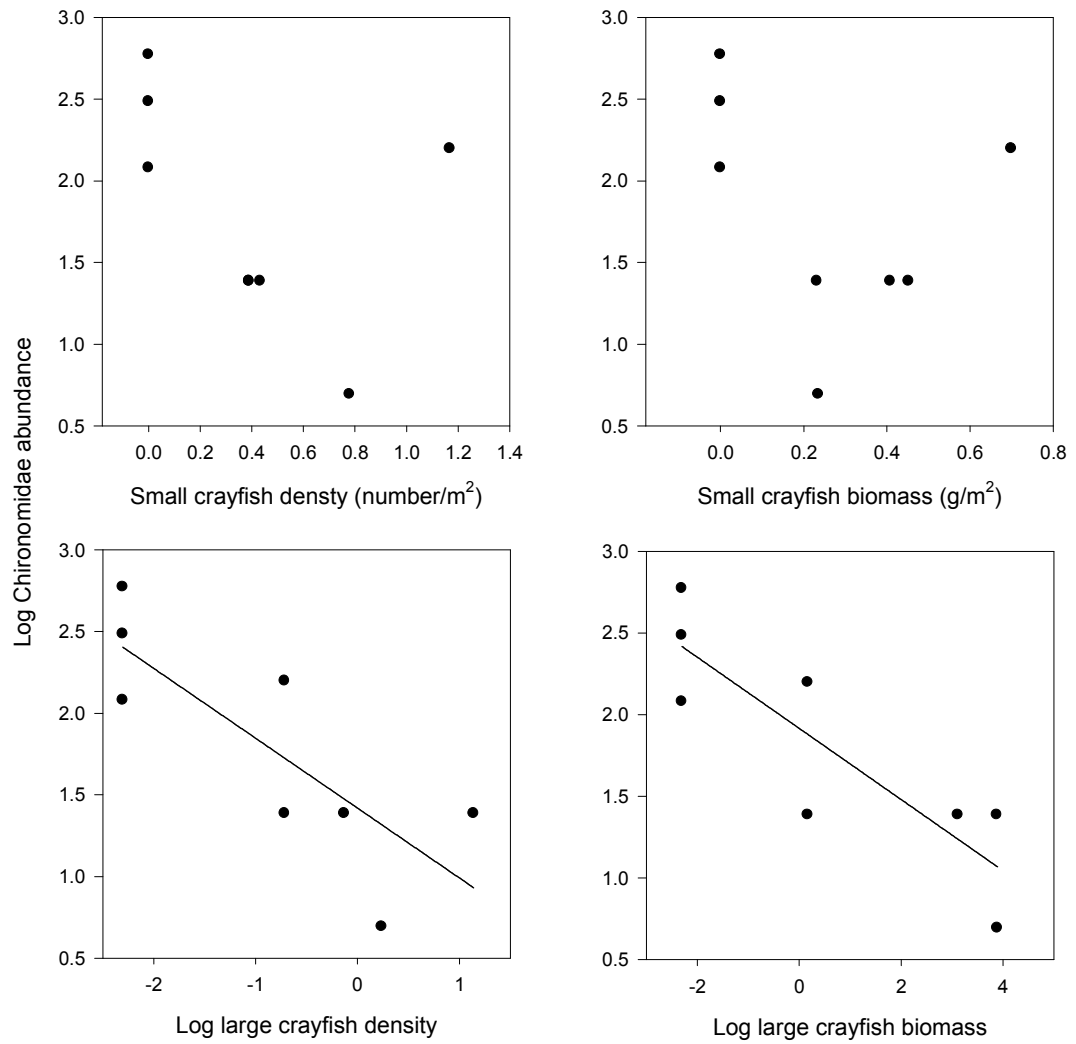 Log Chironomidae abundance
3.0
2.5
2.0
1.5
1.0
0.5
0.0 0.2 0.4 0.6 0.8 1.0 1.2 1.4
Small crayfish densty (number/m²)
3.0
2.5
2.0
1.5
1.0
0.5
0.0 0.2 0.4 0.6 0.8
Small crayfish biomass (g/m²)
3.0
2.5
2.0
1.5
1.0
0.5
-2 -1 0 1
Log large crayfish density
3.0
2.5
2.0
1.5
1.0
0.5
-2 0 2 4
Log large crayfish biomass